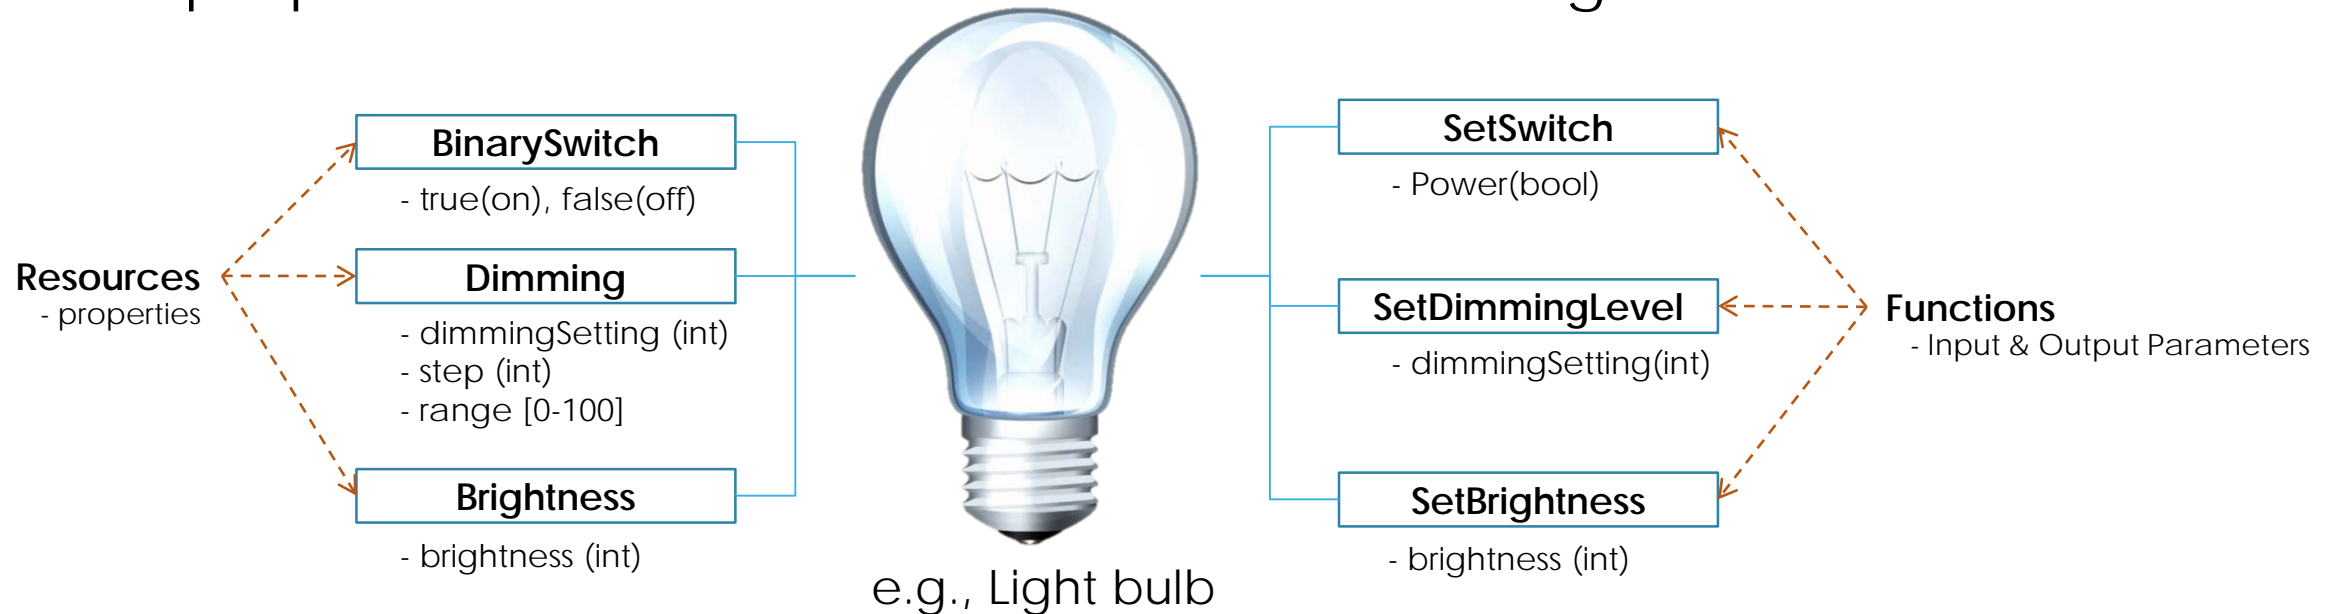 BinarySwitch
- true(on), false(off)
Resources
- properties
Dimming
- dimmingSetting (int)
- step (int)
- range [0-100]
Brightness
- brightness (int)
e.g., Light bulb
SetSwitch
- Power(bool)
SetDimmingLevel
- dimmingSetting(int)
Functions
- Input & Output Parameters
SetBrightness
- brightness (int)